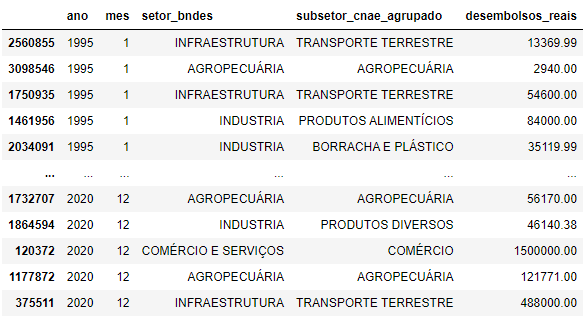 ano mes setor_bndes subsetor_cnae_agrupado desembolsos_reais
2560855 1995 1 INFRAESTRUTURA TRANSPORTE TERRESTRE 13369.99
3098546 1995 1 AGROPECUÁRIA AGROPECUÁRIA 2940.00
1750935 1995 1 INFRAESTRUTURA TRANSPORTE TERRESTRE 54600.00
1461956 1995 1 INDUSTRIA PRODUTOS ALIMENTÍCIOS 84000.00
2034091 1995 1 INDUSTRIA BORRACHA E PLÁSTICO 35119.99
... ... ... ... ... ...
1732707 2020 12 AGROPECUÁRIA AGROPECUÁRIA 56170.00
1864594 2020 12 INDUSTRIA PRODUTOS DIVERSOS 46140.38
120372 2020 12 COMÉRCIO E SERVIÇOS COMÉRCIO 1500000.00
1177872 2020 12 AGROPECUÁRIA AGROPECUÁRIA 121771.00
375511 2020 12 INFRAESTRUTURA TRANSPORTE TERRESTRE 488000.00